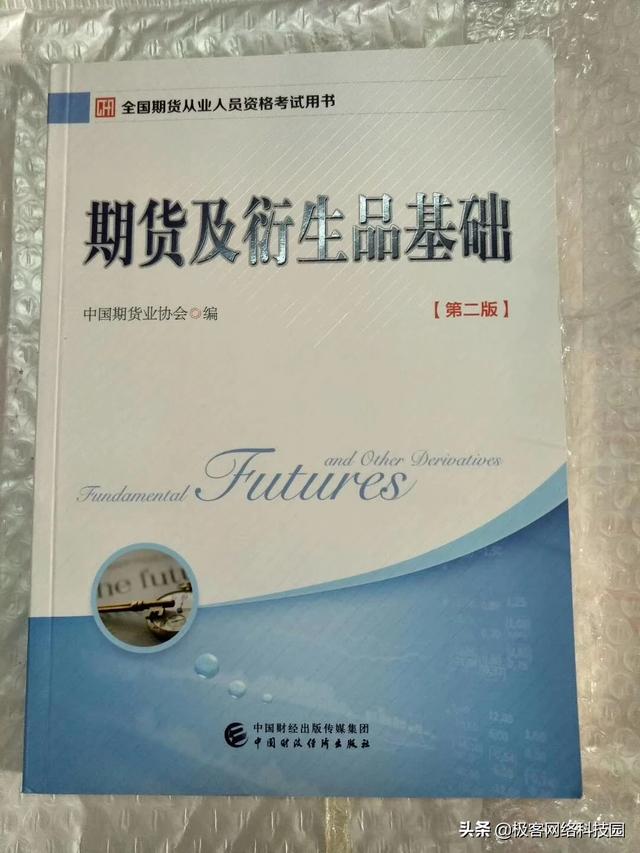 CFA 全国期货从业人员资格考试用书
期货及衍生品基础
中国期货业协会◎编
【第二版】
and Other Derivatives
Fundamental Futures
he futu
中国财经出版传媒集团
中国财政经济出版社
头条 @极客网络科技园